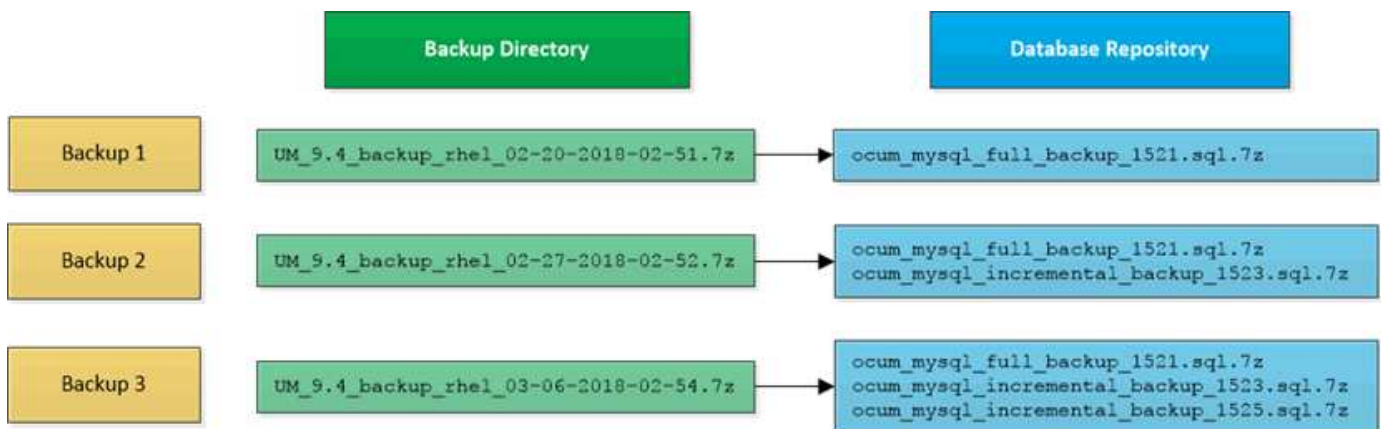 Backup Directory
Database Repository
Backup 1
UM_9.4_backup_rhel_02-20-2018-02-51.7z
ocum_mysql_full_backup_1521.sql.7z
Backup 2
UM_9.4_backup_rhel_02-27-2018-02-52.7z
ocum_mysql_full_backup_1521.sql.7z
ocum_mysql_incremental_backup_1523.sql.7z
Backup 3
UM_9.4_backup_rhel_03-06-2018-02-54.7z
ocum_mysql_full_backup_1521.sql.7z
ocum_mysql_incremental_backup_1523.sql.7z
ocum_mysql_incremental_backup_1525.sql.7z